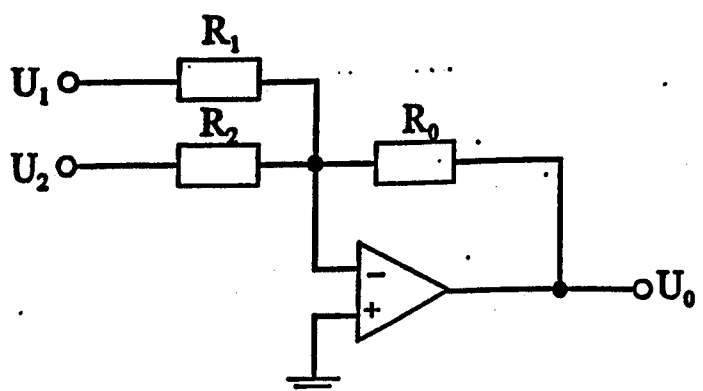 R₁
U₁
R₂
R₀
U₂
−
+
U₀